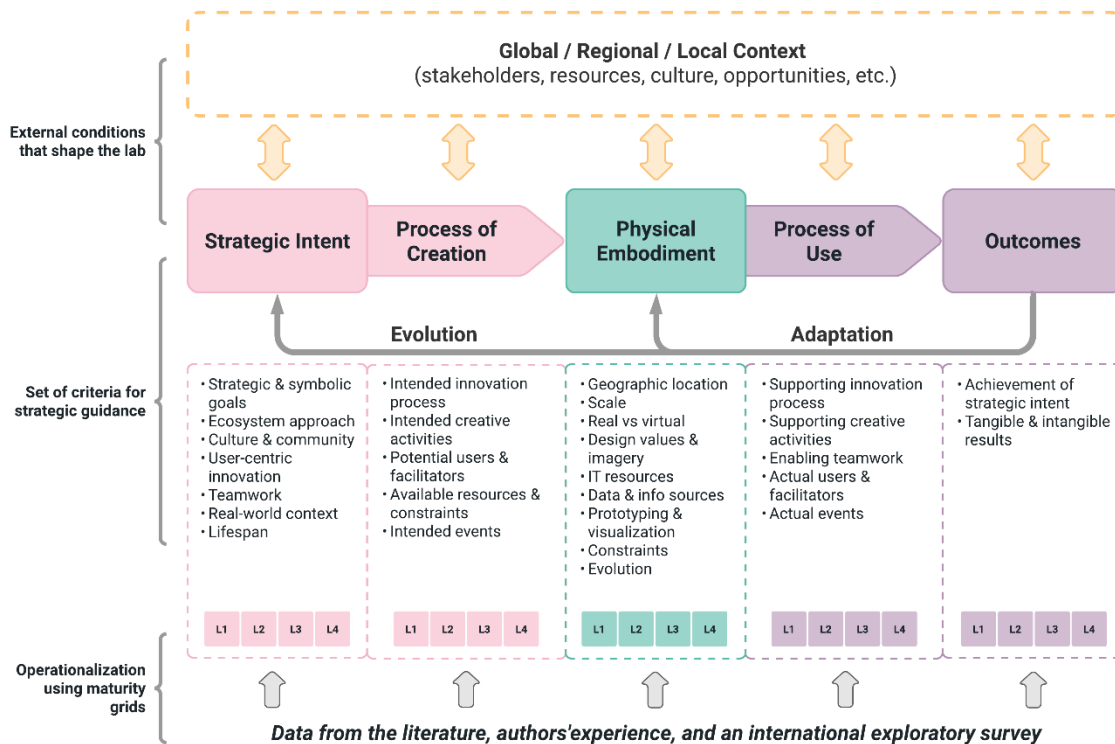 Global / Regional / Local Context
(stakeholders, resources, culture, opportunities, etc.)
External conditions
that shape the lab
Strategic Intent
Process of
Creation
Physical
Embodiment
Process of
Use
Outcomes
Evolution
Adaptation
Set of criteria for
strategic guidance
• Strategic & symbolic
goals
• Ecosystem approach
• Culture & community
• User-centric
innovation
• Teamwork
• Real-world context
• Lifespan
• Intended innovation
process
• Intended creative
activities
• Potential users &
facilitators
• Available resources &
constraints
• Intended events
• Geographic location
• Scale
• Real vs virtual
• Design values &
imagery
• IT resources
• Data & info sources
• Prototyping &
visualization
• Constraints
• Evolution
• Supporting innovation
process
• Supporting creative
activities
• Enabling teamwork
• Actual users &
facilitators
• Actual events
• Achievement of
strategic intent
• Tangible & intangible
results
L1 L2 L3 L4
L1 L2 L3 L4
L1 L2 L3 L4
L1 L2 L3 L4
L1 L2 L3 L4
Operationalization
using maturity
grids
Data from the literature, authors'experience, and an international exploratory survey